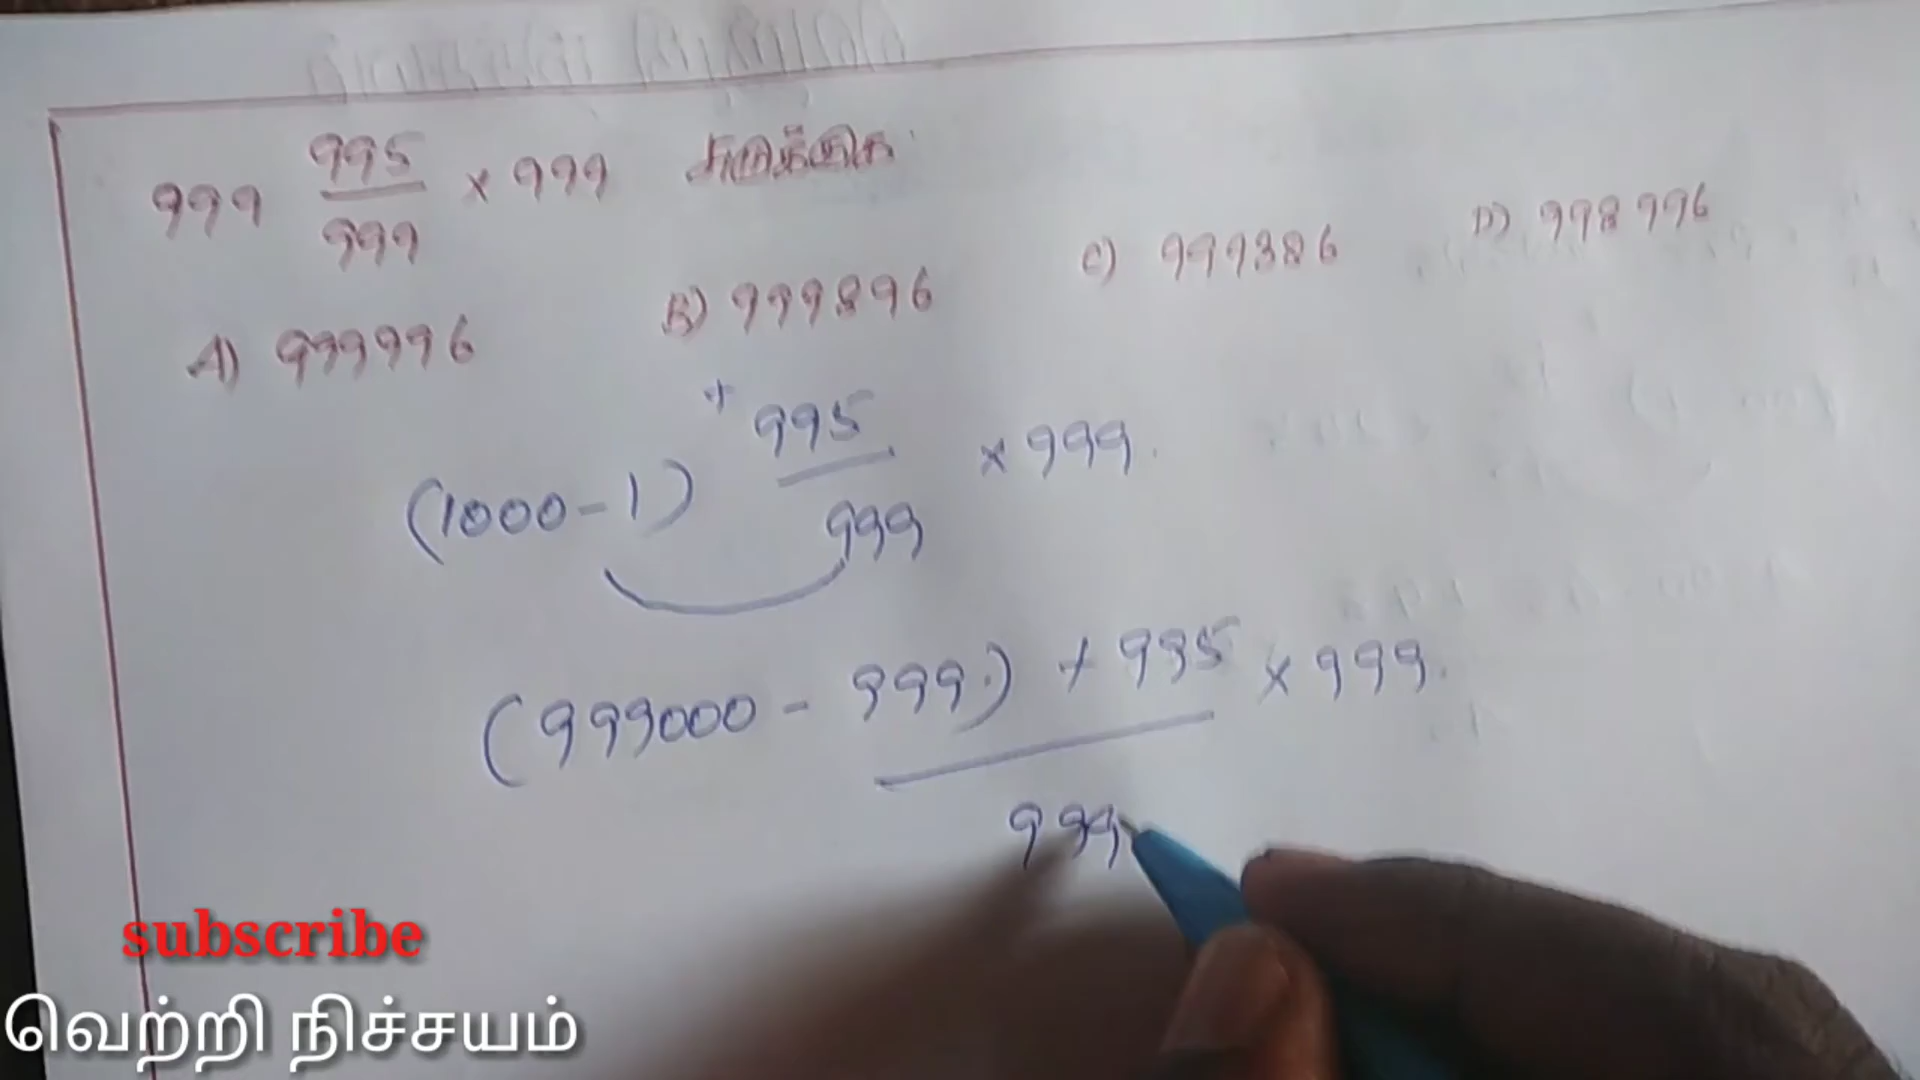 999 995/999 × 999 சுருக்குக.
A) 999996 B) 999896 C) 999386 D) 998996
(1000-1) + 995/999 × 999.
(999000 - 999.) + 995 / 999 × 999.
subscribe
வெற்றி நிச்சயம்